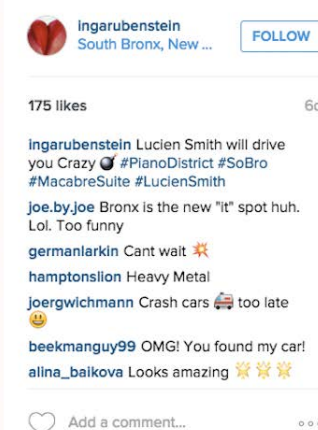 ingarubenstein
South Bronx, New ...
FOLLOW
175 likes
ingarubenstein Lucien Smith will drive
you Crazy 💣 #PianoDistrict #SoBro
#MacabreSuite #LucienSmith
joe.by.joe Bronx is the new "it" spot huh.
Lol. Too funny
germanlarkin Cant wait 💥
hamptonslion Heavy Metal
joergwichmann Crash cars 🚑 too late
😃
beekmanguy99 OMG! You found my car!
alina_baikova Looks amazing 🌟🌟🌟
Add a comment...